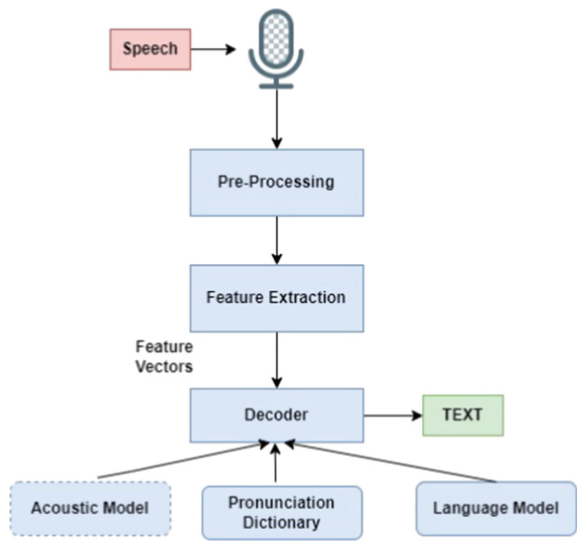 Speech
Pre-Processing
Feature Extraction
Feature
Vectors
Decoder
TEXT
Acoustic Model
Pronunciation
Dictionary
Language Model